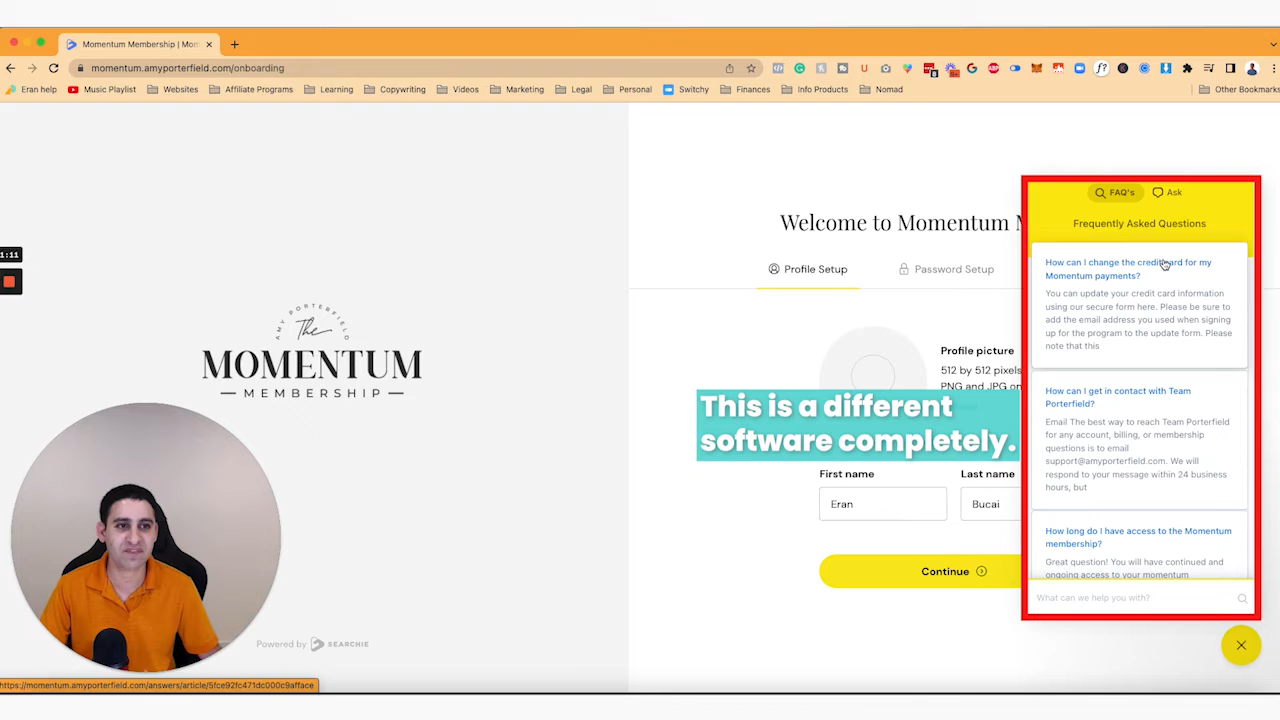 Momentum Membership | Mom
momentum.amyporterfield.com/onboarding
Eran help
Music Playlist
Websites
Affiliate Programs
Learning
Copywriting
Videos
Marketing
Legal
Personal
Switchy
Finances
Info Products
Nomad
Other Bookmarks
1:11
AMY PORTERFIELD
The
MOMENTUM
MEMBERSHIP
Powered by SEARCHIE
https://momentum.amyporterfield.com/answers/article/5fce92fc471dc000c9afface
Welcome to Momentum M
Profile Setup
Password Setup
Profile picture
512 by 512 pixels
PNG and JPG on
This is a different
software completely.
First name
Last name
Eran
Bucai
Continue
FAQ's
Ask
Frequently Asked Questions
How can I change the credit card for my
Momentum payments?
You can update your credit card information
using our secure form here. Please be sure to
add the email address you used when signing
up for the program to the update form. Please
note that this
How can I get in contact with Team
Porterfield?
Email The best way to reach Team Porterfield
for any account, billing, or membership
questions is to email
support@amyporterfield.com. We will
respond to your message within 24 business
hours, but
How long do I have access to the Momentum
membership?
Great question! You will have continued and
ongoing access to your momentum
What can we help you with?